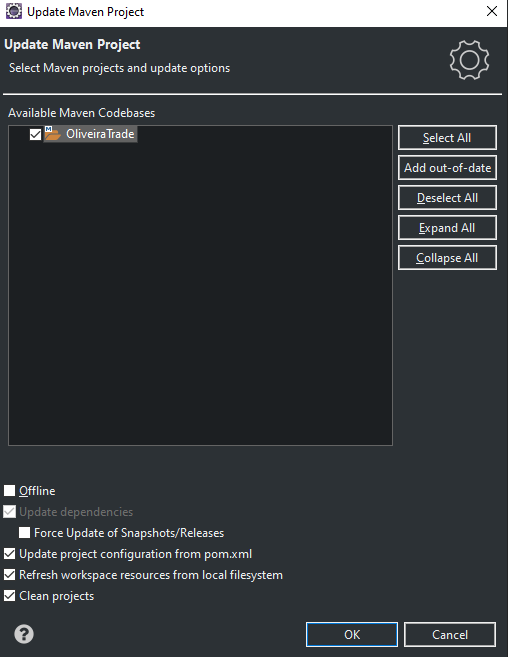 Update Maven Project
Update Maven Project
Select Maven projects and update options
Available Maven Codebases
OliveiraTrade
Select All
Add out-of-date
Deselect All
Expand All
Collapse All
Offline
Update dependencies
Force Update of Snapshots/Releases
Update project configuration from pom.xml
Refresh workspace resources from local filesystem
Clean projects
OK
Cancel